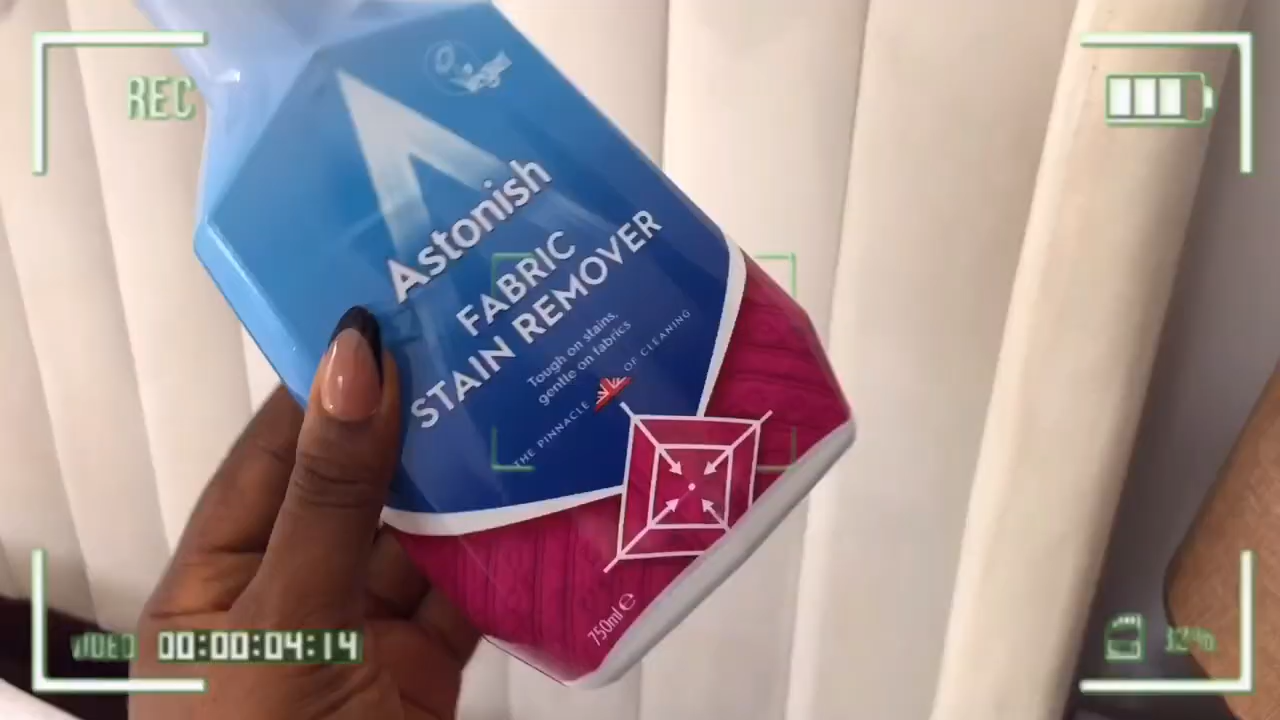 REC
vegan
Astonish
FABRIC
STAIN REMOVER
Tough on stains,
gentle on fabrics
THE PINNACLE OF CLEANING
750ml e
VIDEO 00:00:04:14